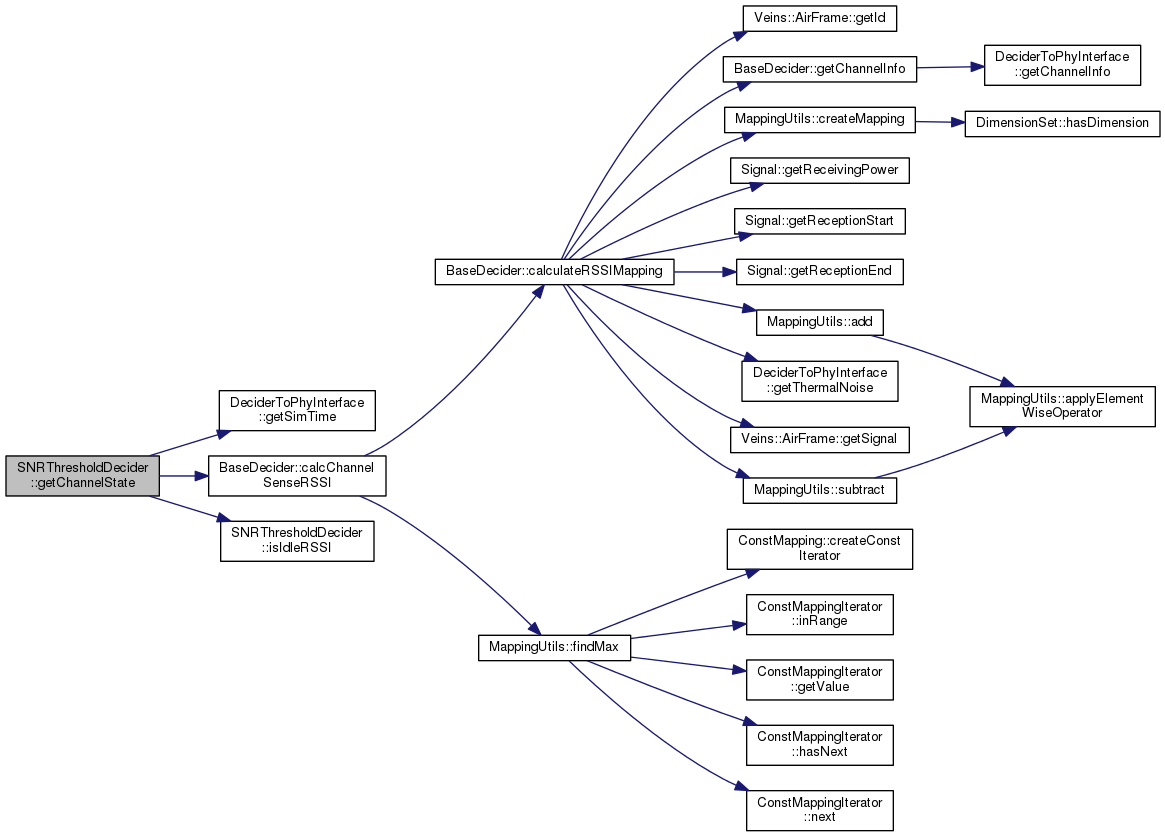 Veins::AirFrame::getId
BaseDecider::getChannelInfo
DeciderToPhyInterface
::getChannelInfo
MappingUtils::createMapping
DimensionSet::hasDimension
Signal::getReceivingPower
Signal::getReceptionStart
BaseDecider::calculateRSSIMapping
Signal::getReceptionEnd
MappingUtils::add
DeciderToPhyInterface
::getThermalNoise
MappingUtils::applyElement
WiseOperator
DeciderToPhyInterface
::getSimTime
Veins::AirFrame::getSignal
SNRThresholdDecider
::getChannelState
BaseDecider::calcChannel
SenseRSSI
MappingUtils::subtract
SNRThresholdDecider
::isIdleRSSI
ConstMapping::createConst
Iterator
ConstMappingIterator
::inRange
MappingUtils::findMax
ConstMappingIterator
::getValue
ConstMappingIterator
::hasNext
ConstMappingIterator
::next